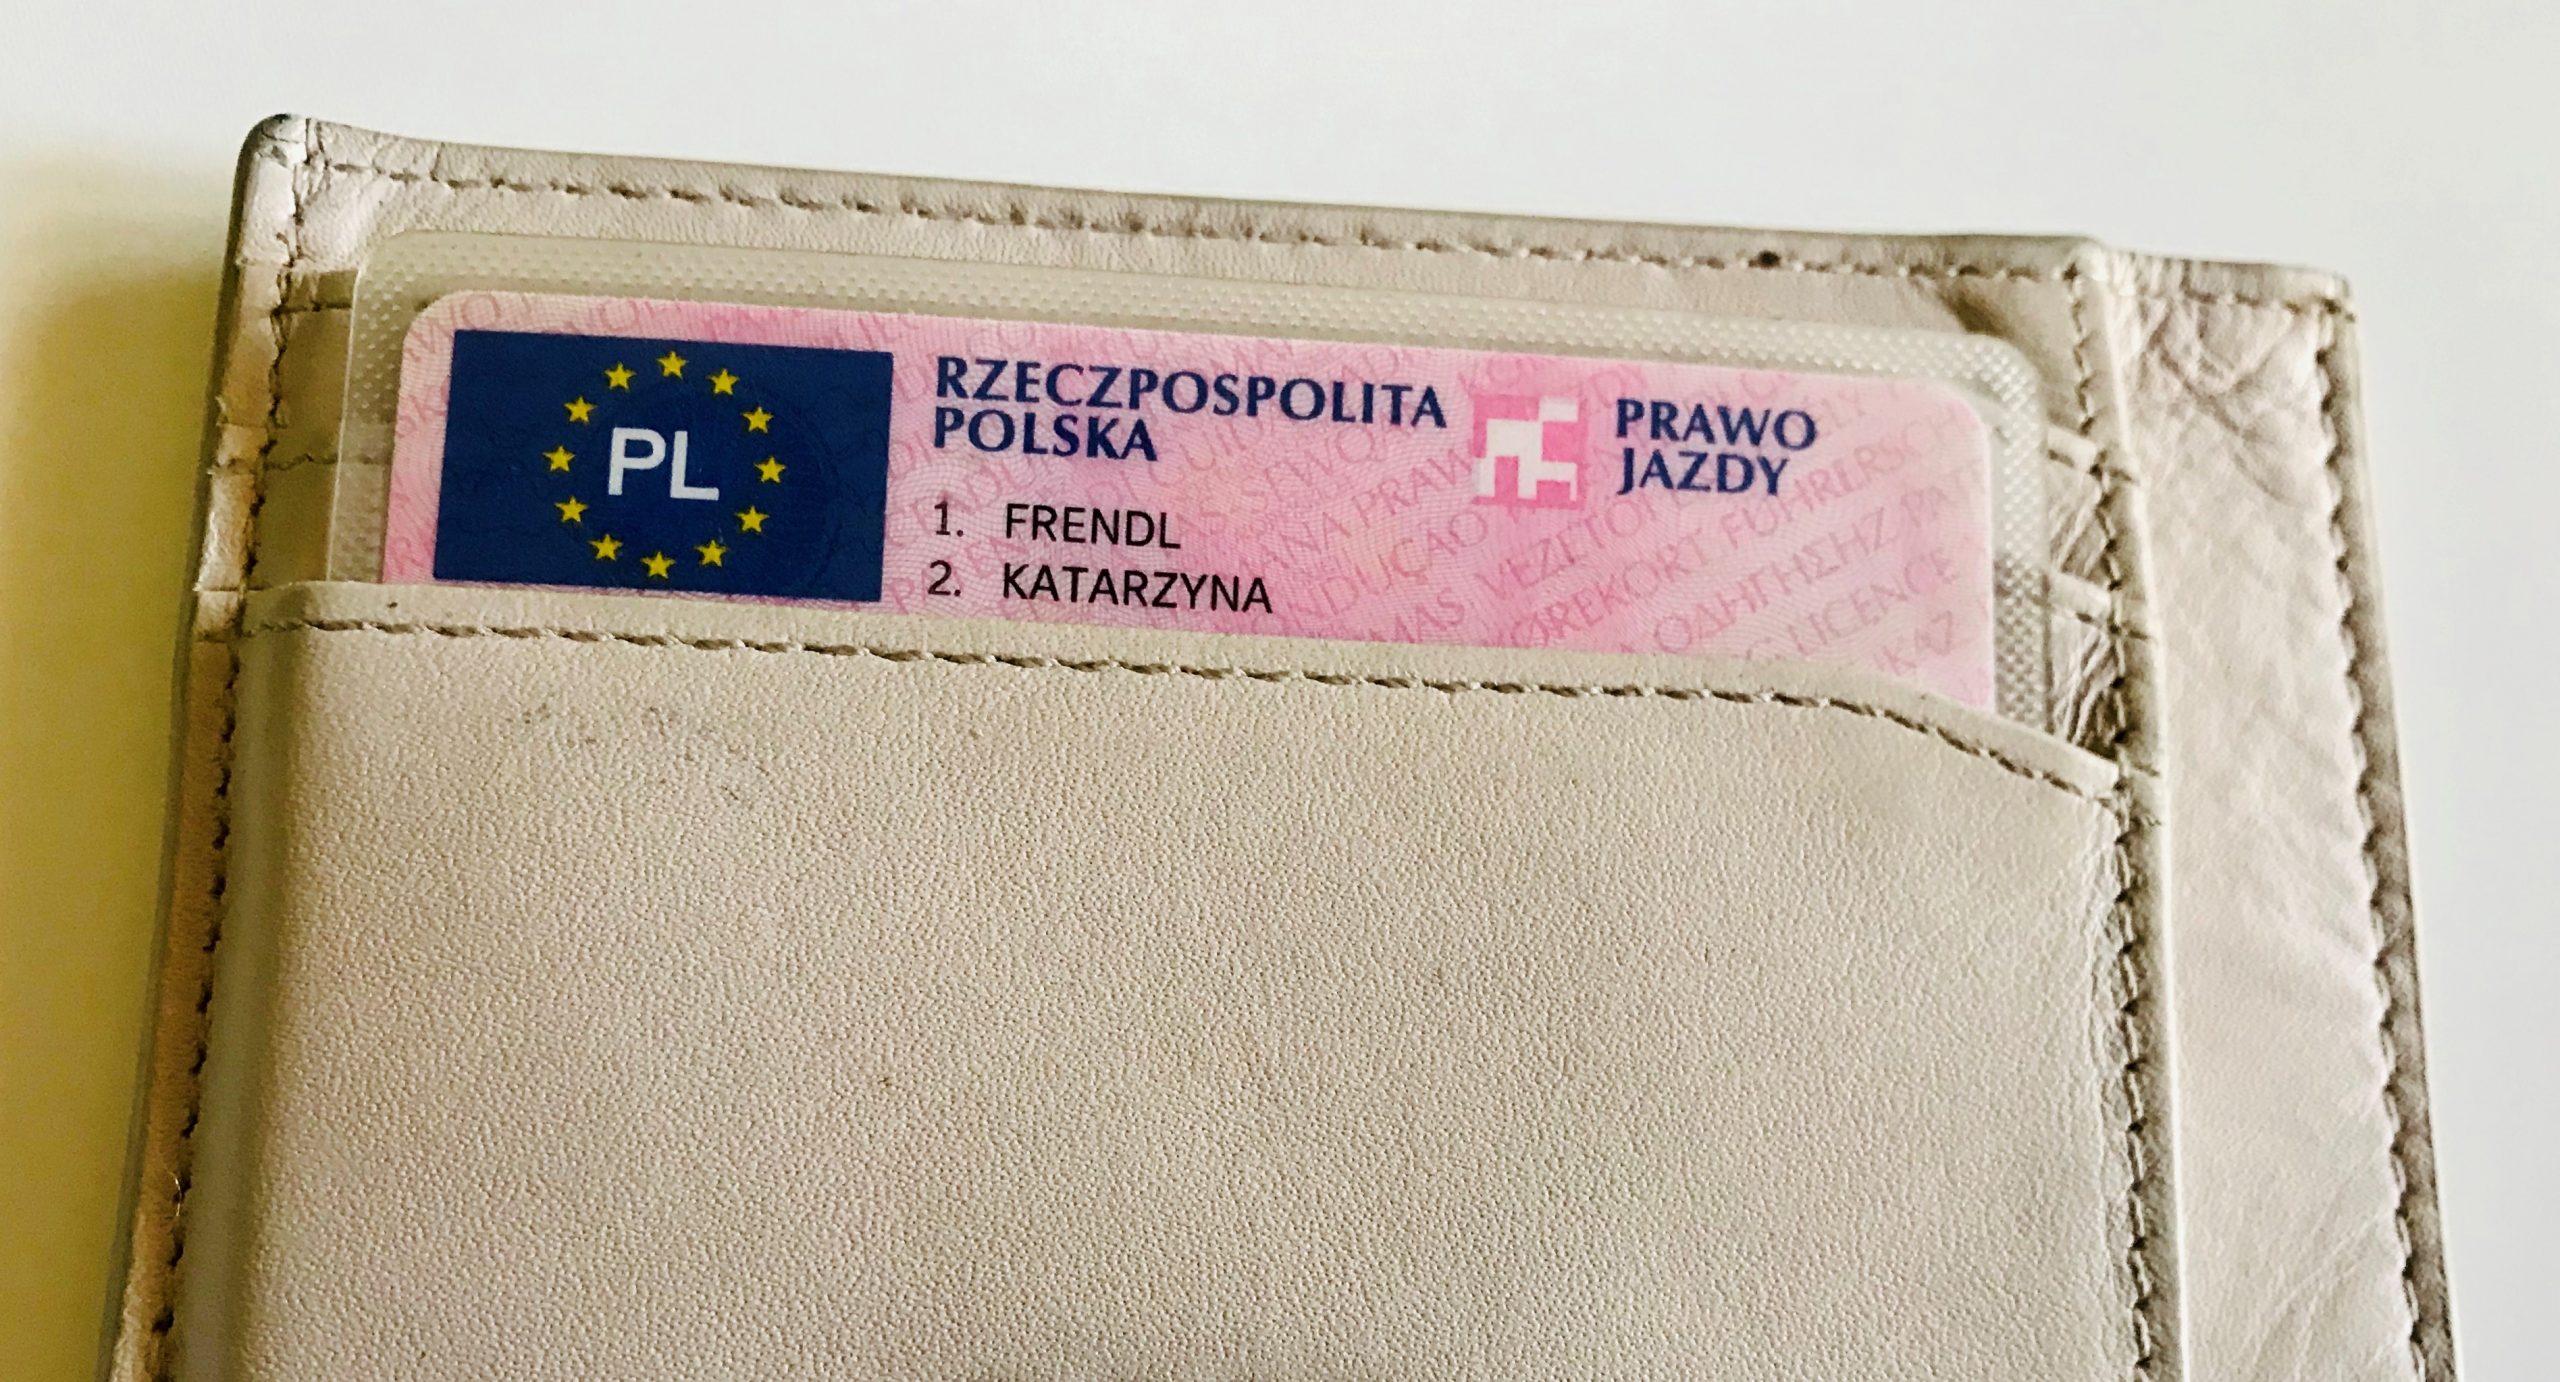 PL
RZECZPOSPOLITA
POLSKA
PRAWO
JAZDY
1. FRENDL
2. KATARZYNA